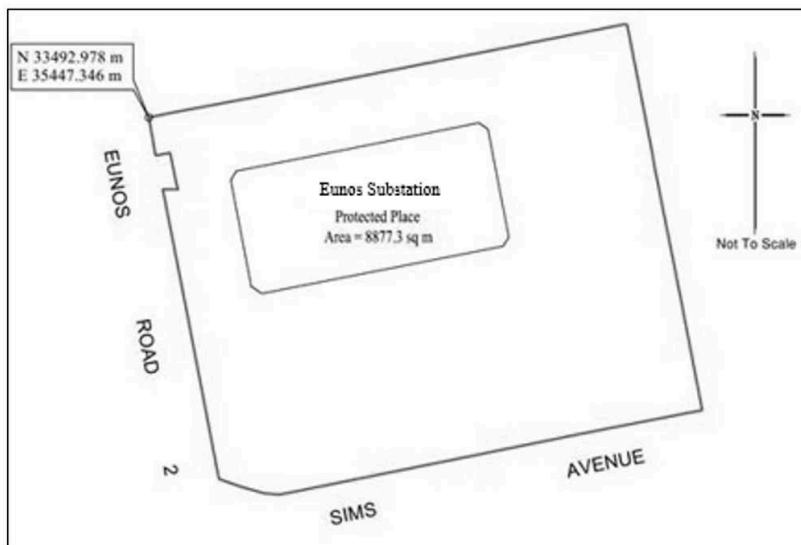 N 33492.978 m
E 35447.346 m
EUNOS
ROAD
2
Eunos Substation
Protected Place
Area = 8877.3 sq m
N
Not To Scale
SIMS
AVENUE